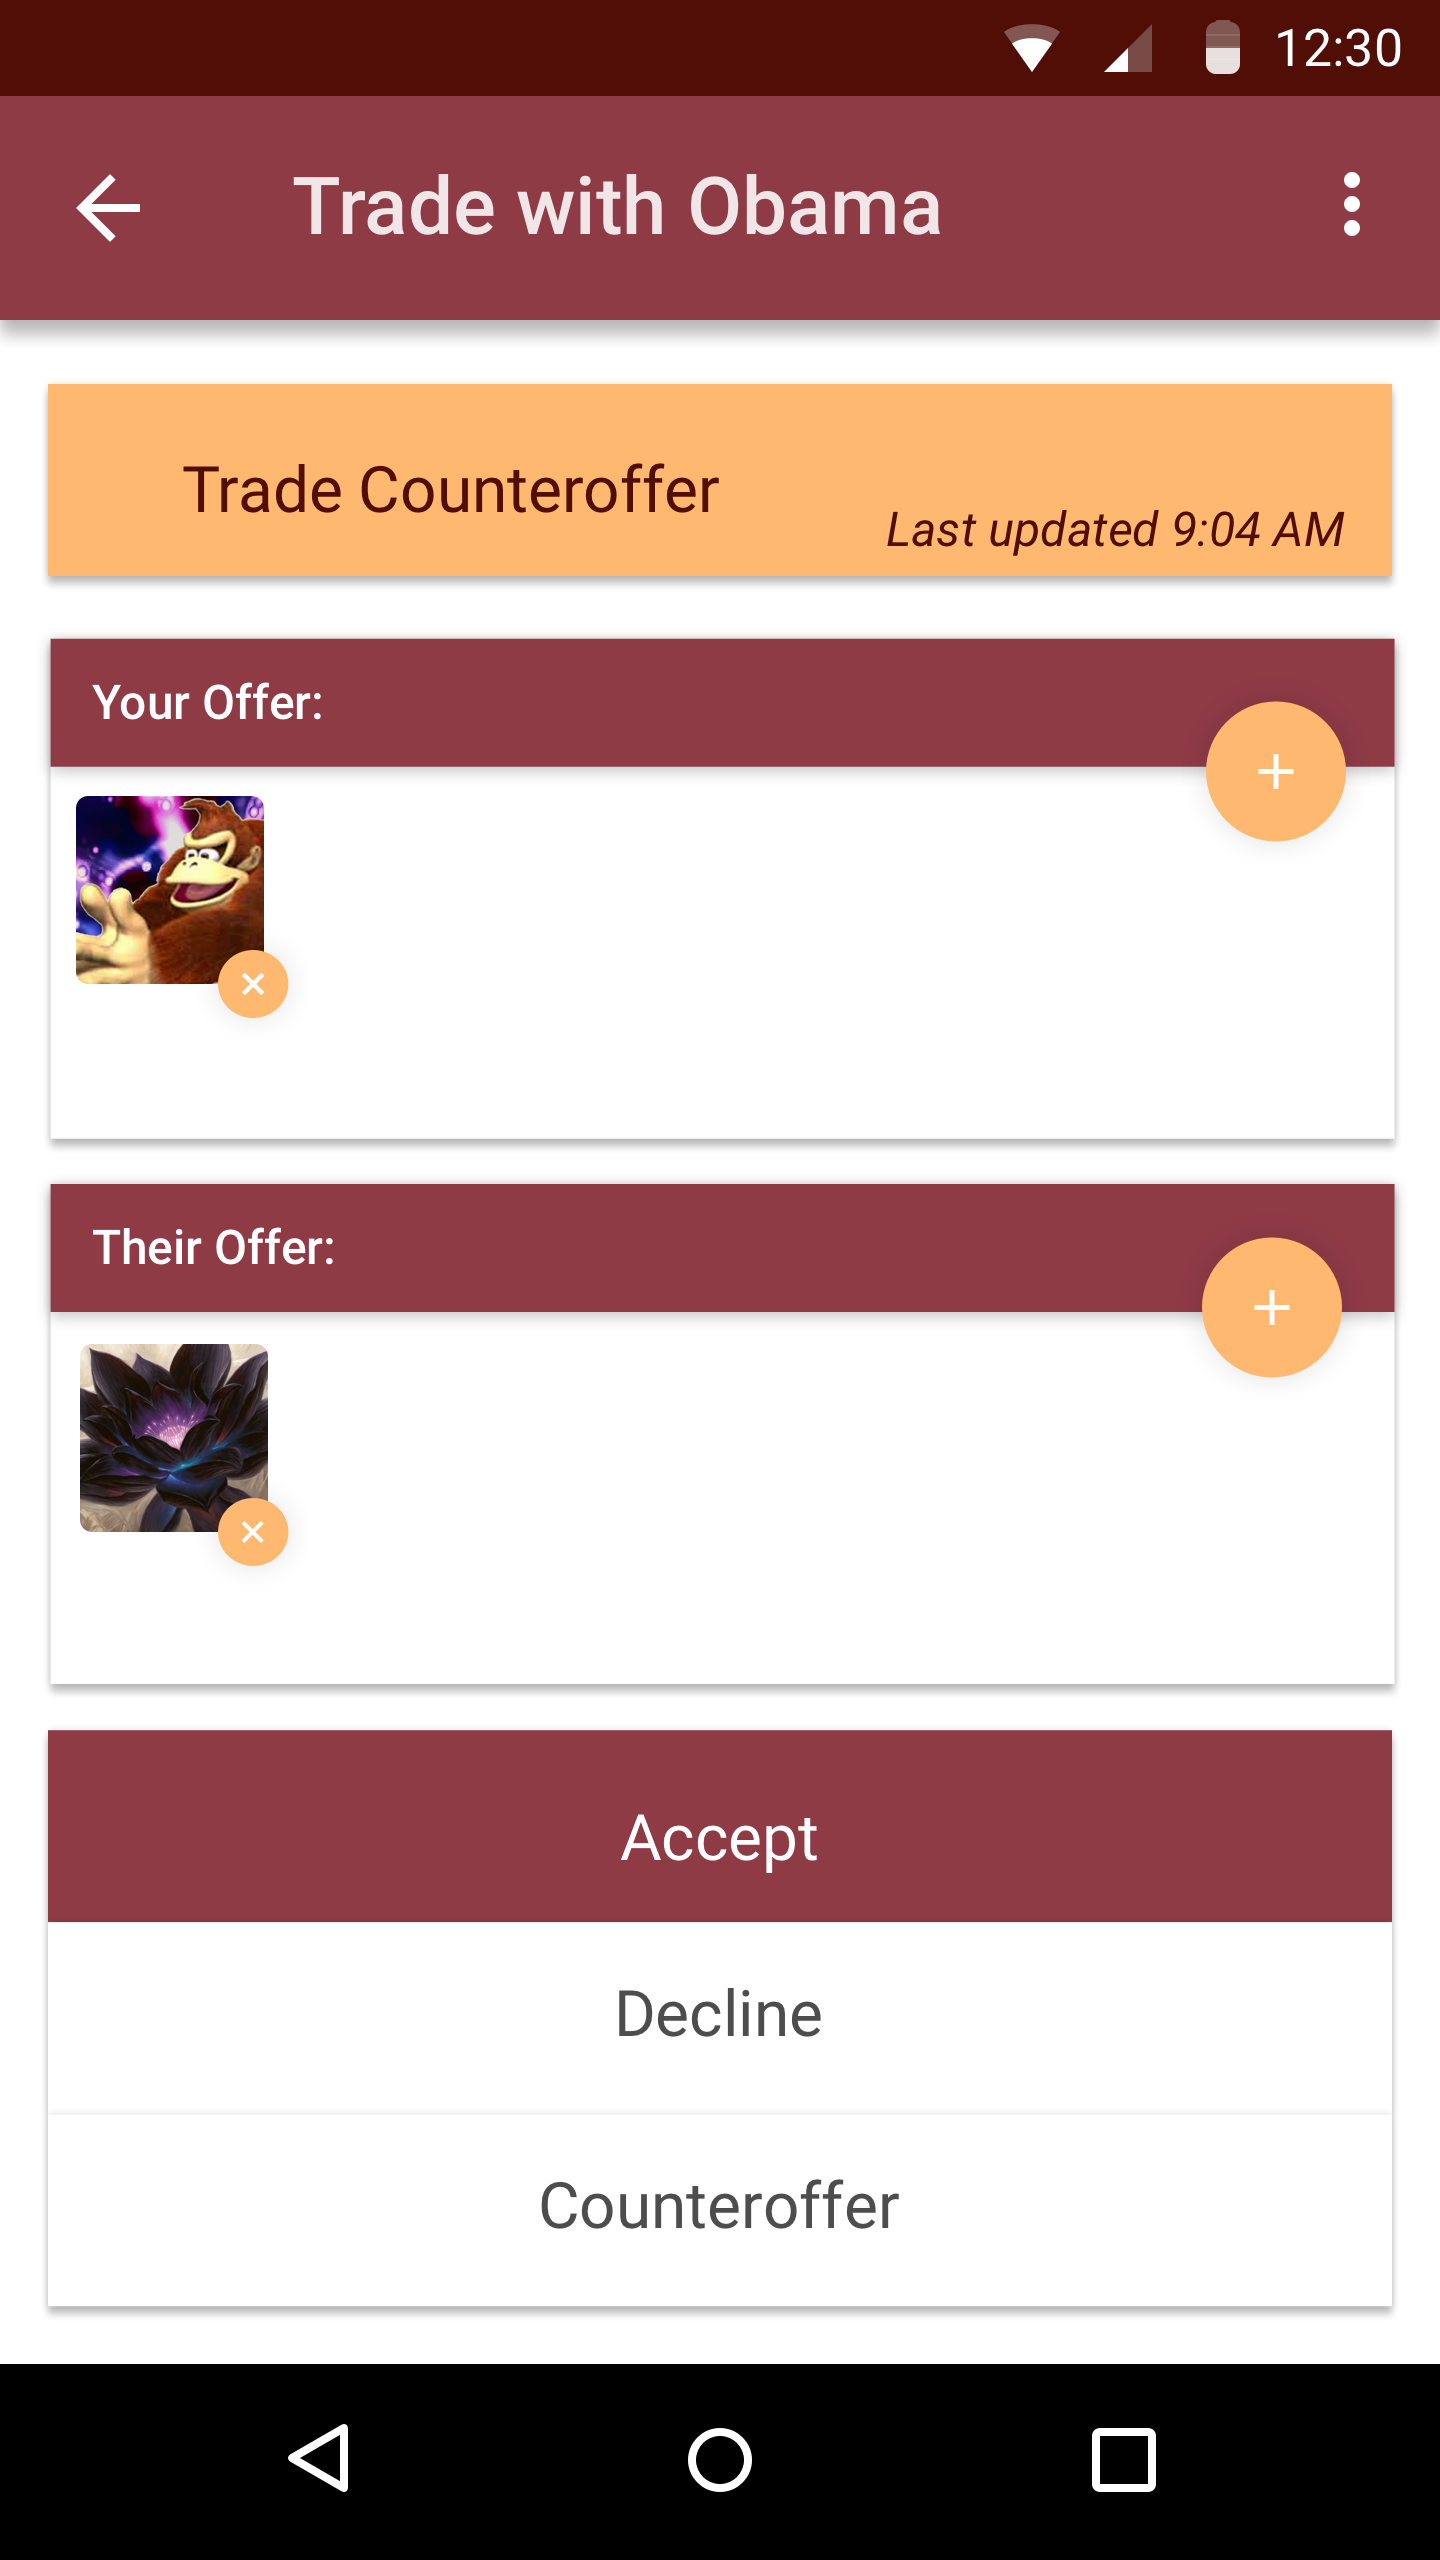 12:30
Trade with Obama
Trade Counteroffer
Last updated 9:04 AM
Your Offer:
Their Offer:
Accept
Decline
Counteroffer